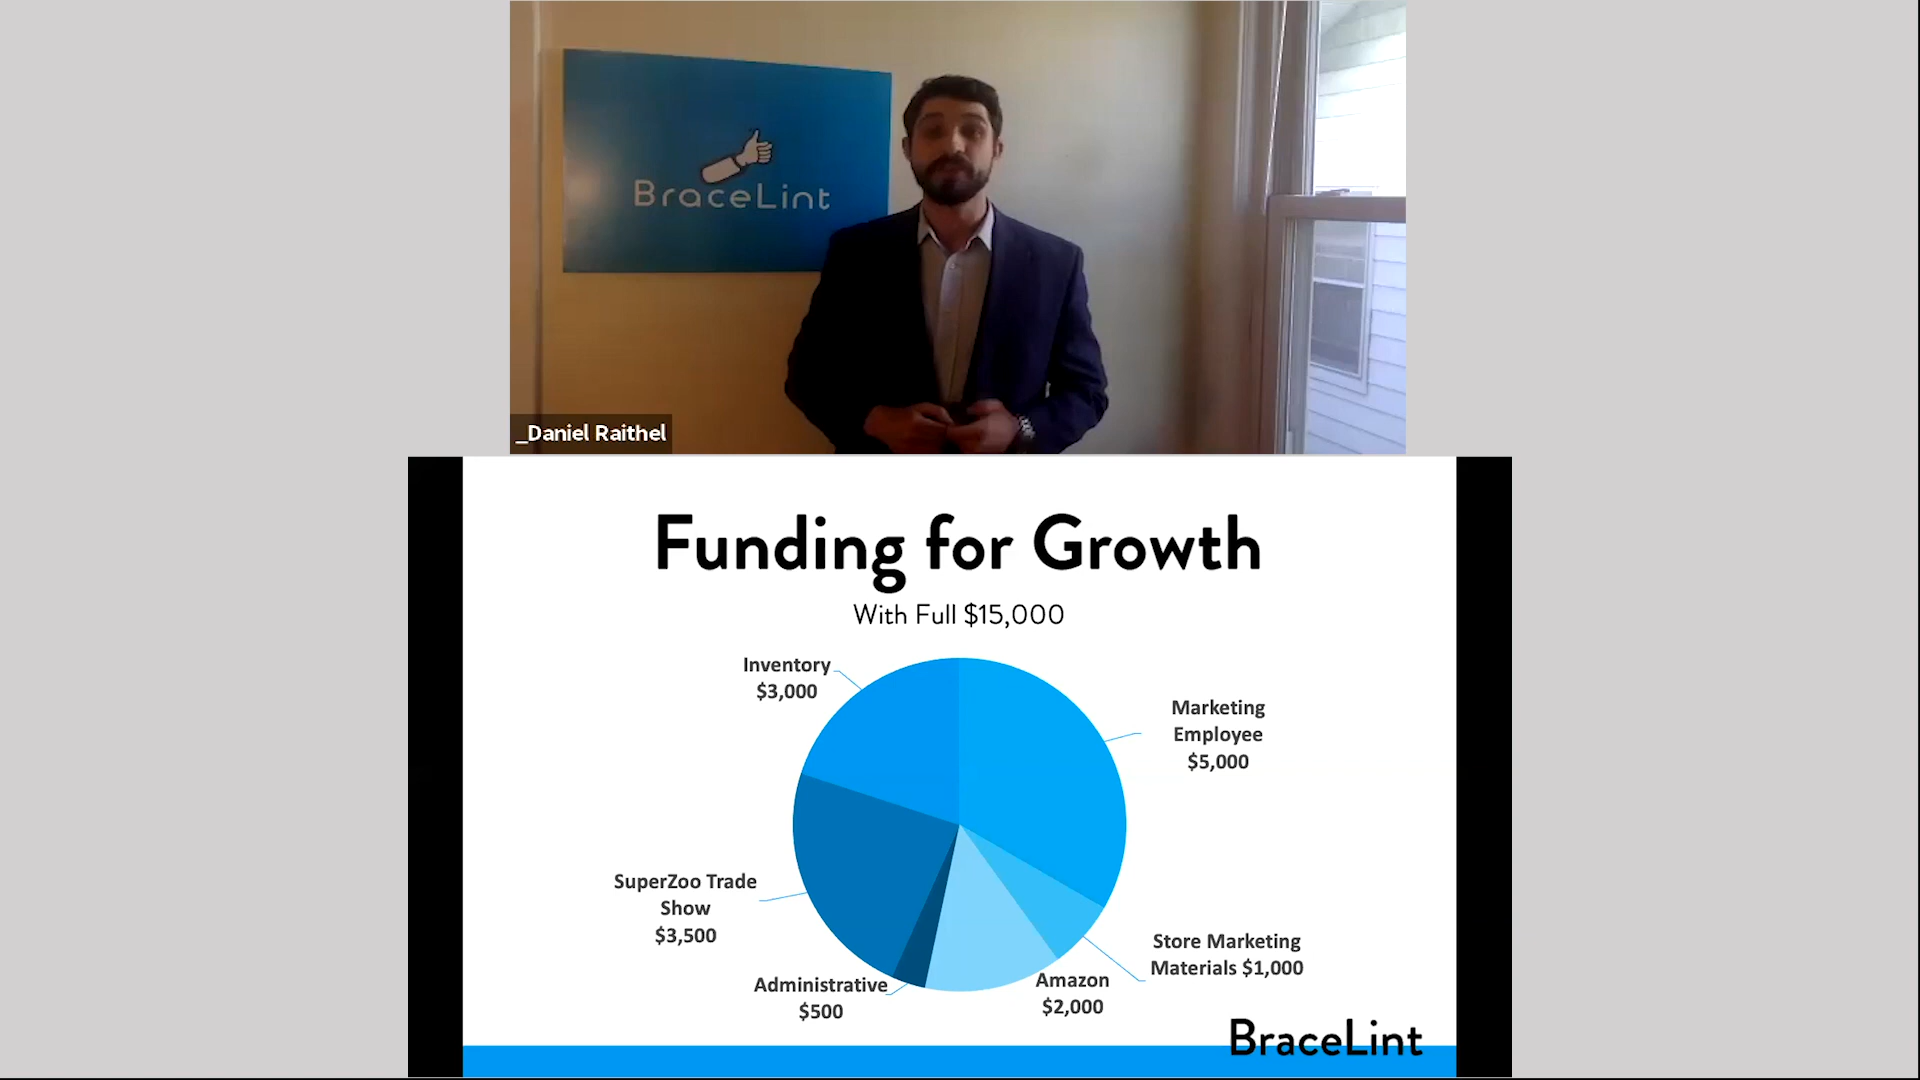 BraceLint
_Daniel Raithel
Funding for Growth
With Full $15,000
Inventory
$3,000
Marketing
Employee
$5,000
SuperZoo Trade
Show
$3,500
Store Marketing
Materials $1,000
Administrative
$500
Amazon
$2,000
BraceLint